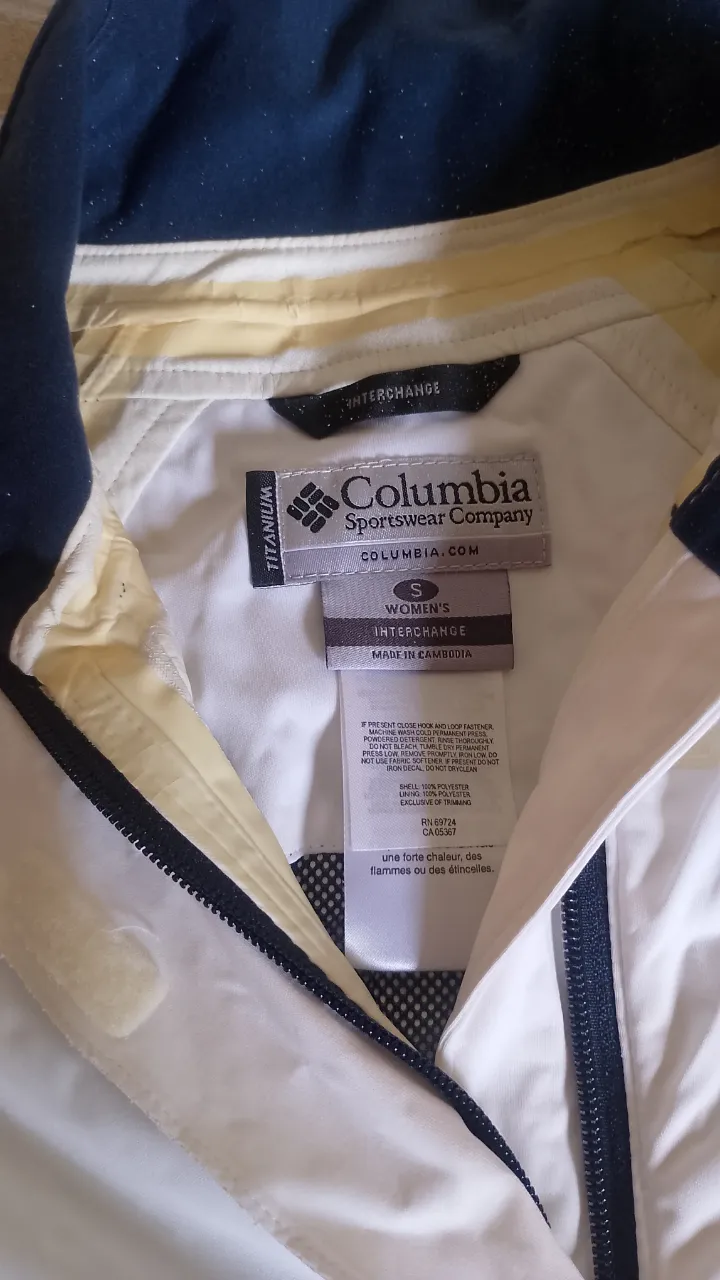 INTERCHANGE
TITANIUM
Columbia
Sportswear Company
COLUMBIA.COM
S
WOMEN'S
INTERCHANGE
MADE IN CAMBODIA
IF PRESENT CLOSE HOOK AND LOOP FASTENER.
MACHINE WASH COLD PERMANENT PRESS,
POWDERED DETERGENT, RINSE THOROUGHLY,
DO NOT BLEACH, TUMBLE DRY PERMANENT
PRESS LOW, REMOVE PROMPTLY, IRON LOW, DO
NOT USE FABRIC SOFTENER. IF PRESENT DO NOT
IRON DECAL, DO NOT DRYCLEAN
SHELL: 100% POLYESTER
LINING: 100% POLYESTER
EXCLUSIVE OF TRIMMING
RN 69724
CA 05367
une forte chaleur, des
flammes ou des étincelles.